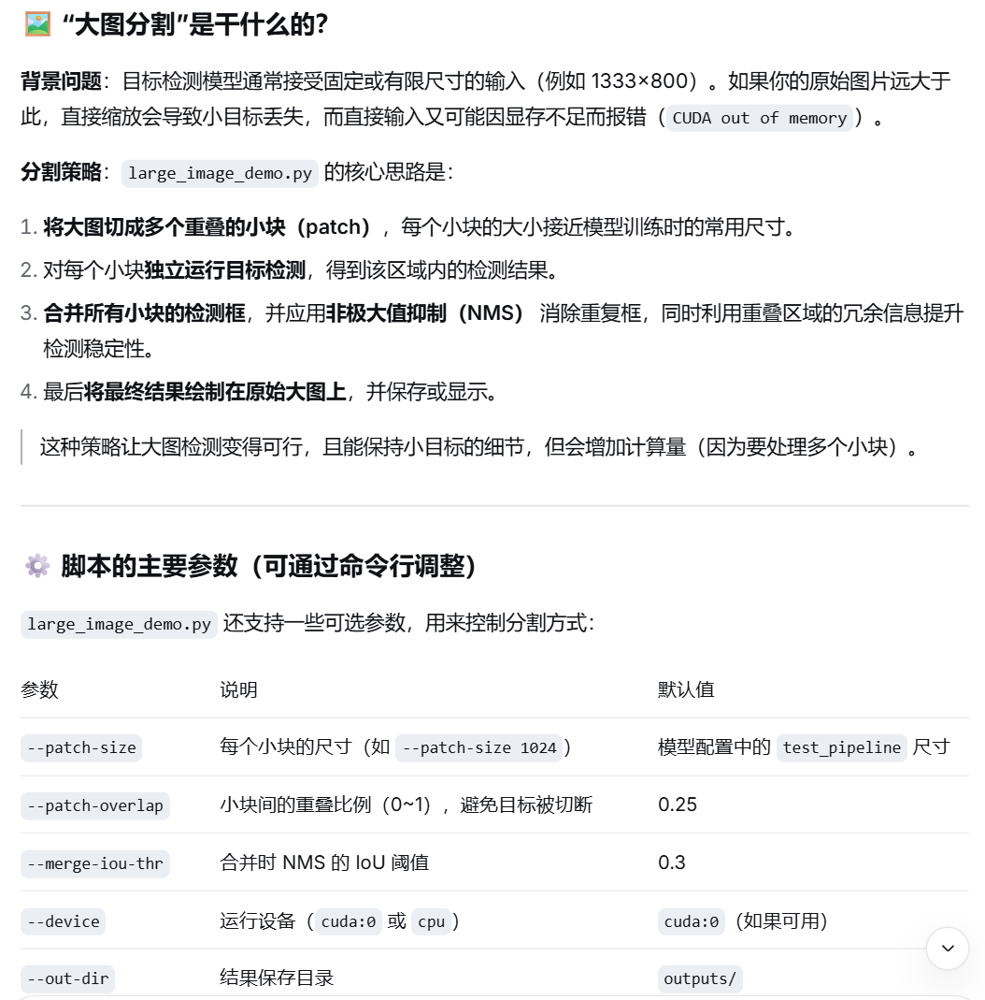 “大图分割”是干什么的？
背景问题：目标检测模型通常接受固定或有限尺寸的输入（例如 1333×800）。如果你的原始图片远大于
此，直接缩放会导致小目标丢失，而直接输入又可能因显存不足而报错（CUDA out of memory）。
分割策略：large_image_demo.py 的核心思路是：
1. 将大图切成多个重叠的小块（patch），每个小块的大小接近模型训练时的常用尺寸。
2. 对每个小块独立运行目标检测，得到该区域内的检测结果。
3. 合并所有小块的检测框，并应用非极大值抑制（NMS） 消除重复框，同时利用重叠区域的冗余信息提升
检测稳定性。
4. 最后将最终结果绘制在原始大图上，并保存或显示。
这种策略让大图检测变得可行，且能保持小目标的细节，但会增加计算量（因为要处理多个小块）。
脚本的主要参数（可通过命令行调整）
large_image_demo.py 还支持一些可选参数，用来控制分割方式：
参数 说明 默认值
--patch-size 每个小块的尺寸（如 --patch-size 1024） 模型配置中的 test_pipeline 尺寸
--patch-overlap 小块间的重叠比例（0~1），避免目标被切断 0.25
--merge-iou-thr 合并时 NMS 的 IoU 阈值 0.3
--device 运行设备（cuda:0 或 cpu） cuda:0（如果可用）
--out-dir 结果保存目录 outputs/